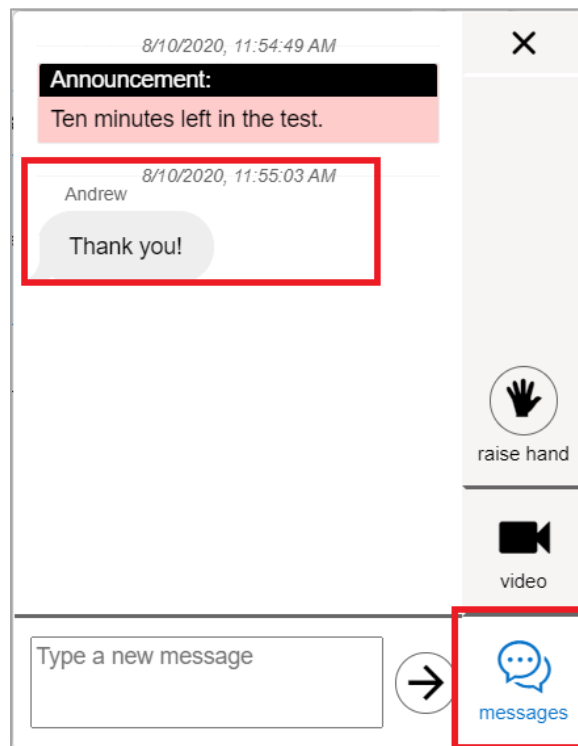 8/10/2020, 11:54:49 AM
Announcement:
Ten minutes left in the test.
8/10/2020, 11:55:03 AM
Andrew
Thank you!
raise hand
video
Type a new message
messages